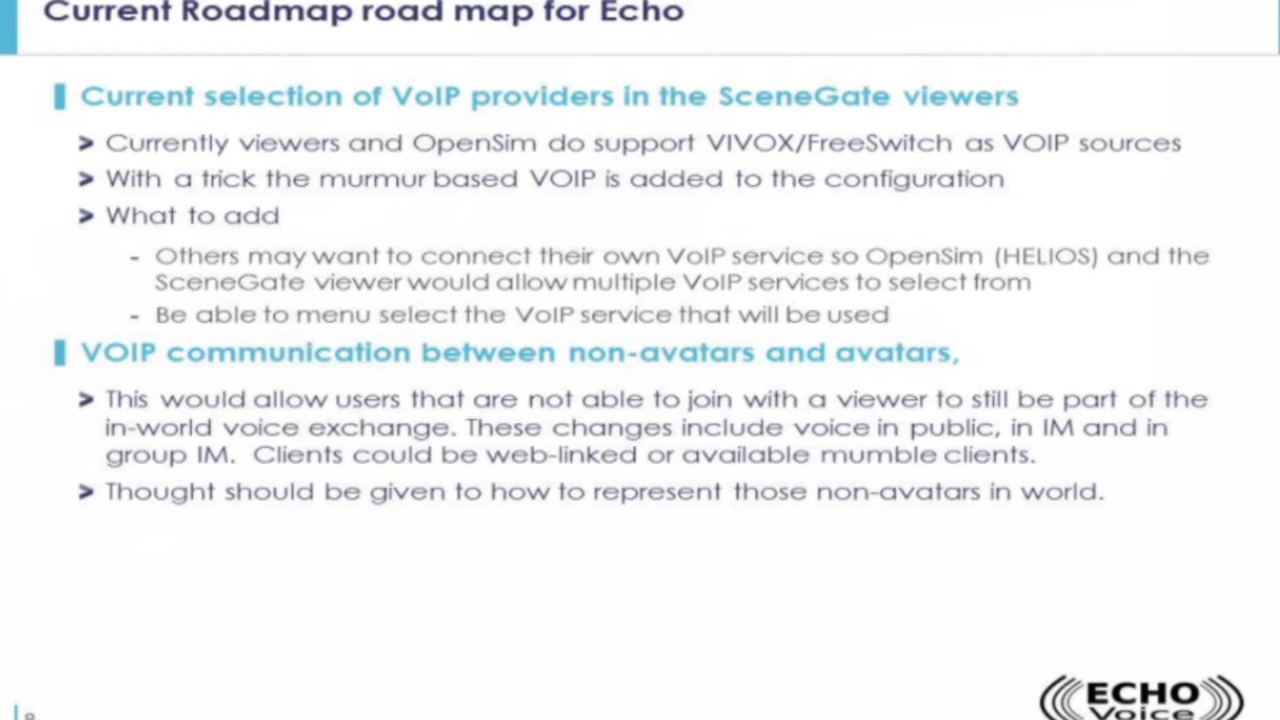 Current Roadmap road map for Echo
Current selection of VoIP providers in the SceneGate viewers
> Currently viewers and OpenSim do support VIVOX/FreeSwitch as VOIP sources
> With a trick the murmur based VOIP is added to the configuration
> What to add
- Others may want to connect their own VoIP service so OpenSim (HELIOS) and the
SceneGate viewer would allow multiple VoIP services to select from
- Be able to menu select the VoIP service that will be used
VOIP communication between non-avatars and avatars,
> This would allow users that are not able to join with a viewer to still be part of the
in-world voice exchange. These changes include voice in public, in IM and in
group IM. Clients could be web-linked or available mumble clients.
> Thought should be given to how to represent those non-avatars in world.
ECHO
Voice